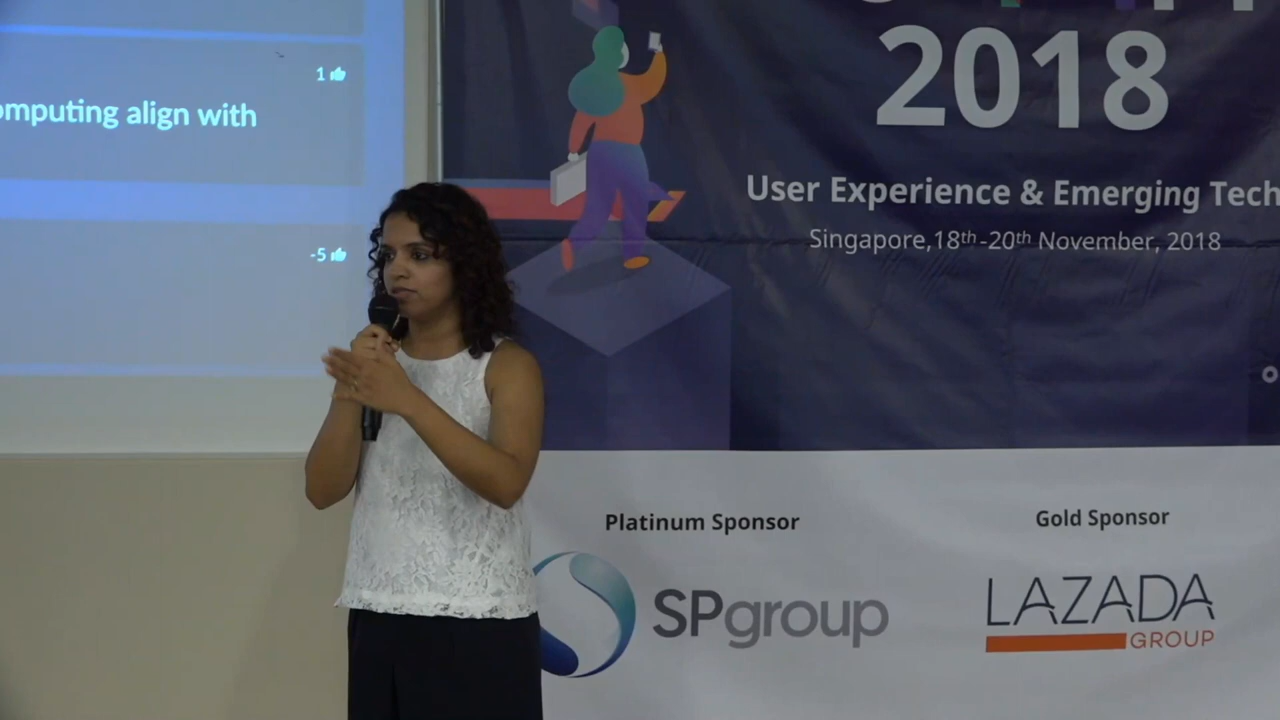 1
omputing align with
-5
2018
User Experience & Emerging Tech
Singapore,18th-20th November, 2018
Platinum Sponsor
Gold Sponsor
SPgroup
LAZADA
GROUP